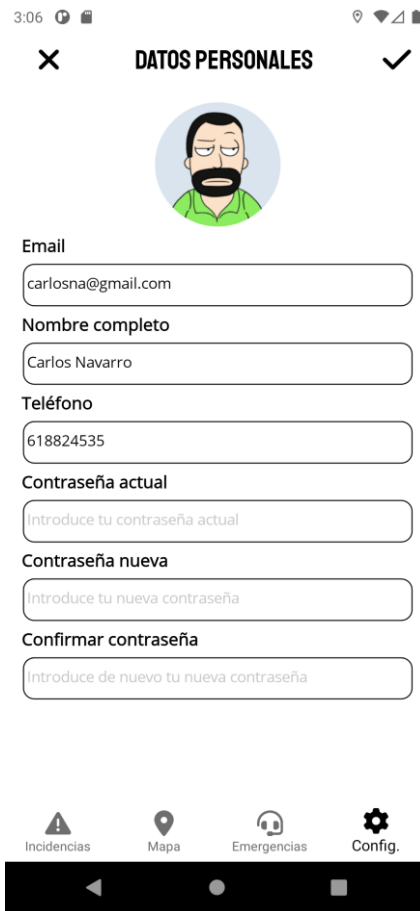 3:06
DATOS PERSONALES
Email
carlosna@gmail.com
Nombre completo
Carlos Navarro
Teléfono
618824535
Contraseña actual
Introduce tu contraseña actual
Contraseña nueva
Introduce tu nueva contraseña
Confirmar contraseña
Introduce de nuevo tu nueva contraseña
Incidencias Mapa Emergencias Config.